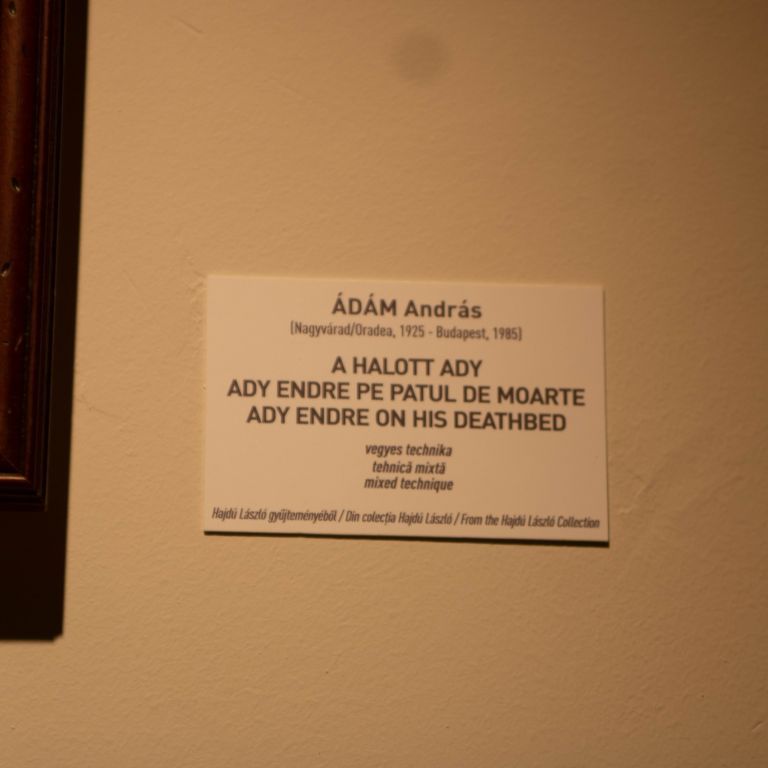 ÁDÁM András
(Nagyvárad/Oradea, 1925 - Budapest, 1985)
A HALOTT ADY
ADY ENDRE PE PATUL DE MOARTE
ADY ENDRE ON HIS DEATHBED
vegyes technika
tehnică mixtă
mixed technique
Hajdú László gyűjteményéből / Din colecția Hajdú László / From the Hajdú László Collection